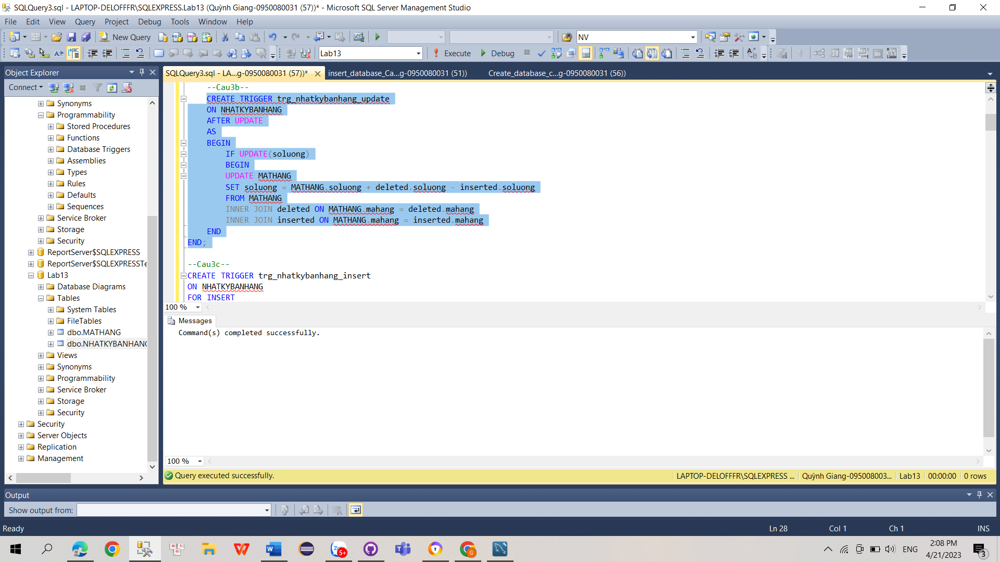 SQLQuery3.sql - LAPTOP-DELOFFFR\SQLEXPRESS.Lab13 (Quỳnh Giang-0950080031 (57))* - Microsoft SQL Server Management Studio
File Edit View Query Project Debug Tools Window Help
New Query NV
Lab13 Execute Debug
Object Explorer
Connect
Synonyms
Programmability
Stored Procedures
Functions
Database Triggers
Assemblies
Types
Rules
Defaults
Sequences
Service Broker
Storage
Security
ReportServer$SQLEXPRESS
ReportServer$SQLEXPRESSTe
Lab13
Database Diagrams
Tables
System Tables
FileTables
dbo.MATHANG
dbo.NHATKYBANHANG
Views
Synonyms
Programmability
Service Broker
Storage
Security
Security
Server Objects
Replication
Management
SQLQuery3.sql - LA...g-0950080031 (57))* insert_database_Ca...g-0950080031 (51)) Create_database_c...g-0950080031 (56))
--Cau3b--
CREATE TRIGGER trg_nhatkybanhang_update
ON NHATKYBANHANG
AFTER UPDATE
AS
BEGIN
IF UPDATE(soluong)
BEGIN
UPDATE MATHANG
SET soluong = MATHANG.soluong + deleted.soluong - inserted.soluong
FROM MATHANG
INNER JOIN deleted ON MATHANG.mahang = deleted.mahang
INNER JOIN inserted ON MATHANG.mahang = inserted.mahang
END
END;
--Cau3c--
CREATE TRIGGER trg_nhatkybanhang_insert
ON NHATKYBANHANG
FOR INSERT
100 %
Messages
Command(s) completed successfully.
100 %
Query executed successfully. LAPTOP-DELOFFFR\SQLEXPRESS ... Quỳnh Giang-095008003... Lab13 00:00:00 0 rows
Output
Show output from:
Ready Ln 28 Col 1 Ch 1 INS
5+
G
ENG
2:08 PM
4/21/2023
3